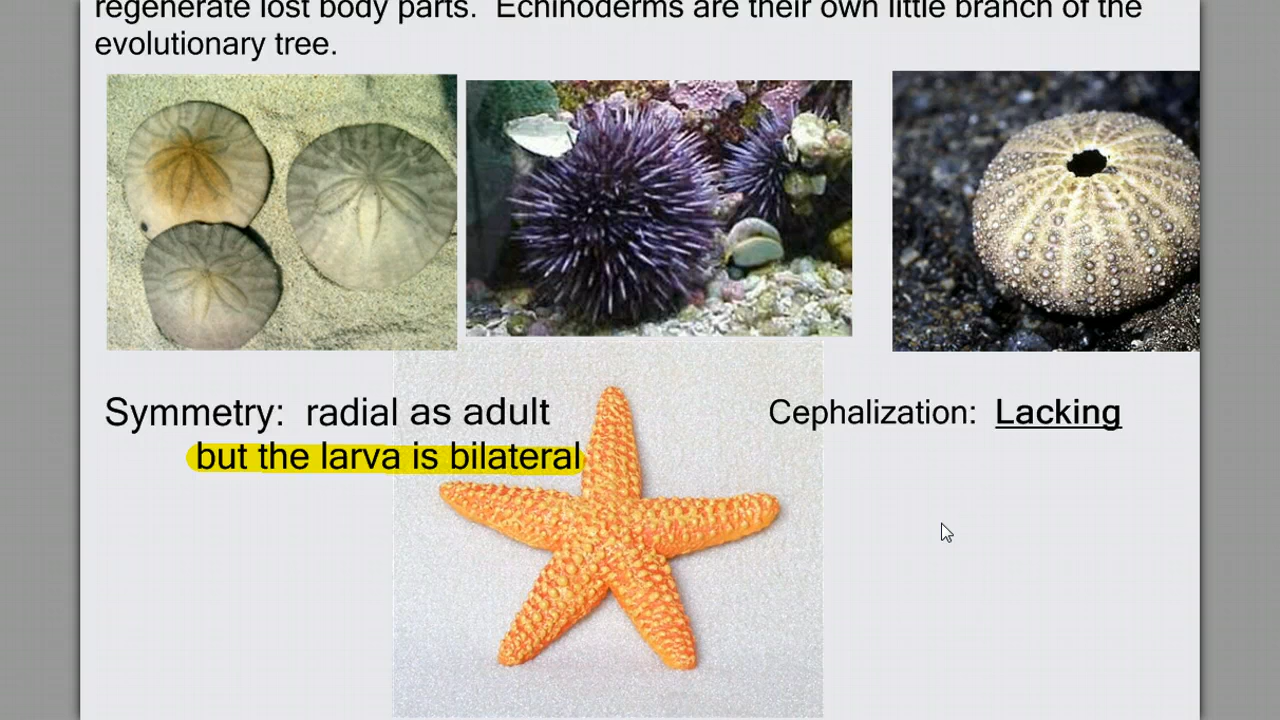 regenerate lost body parts. Echinoderms are their own little branch of the
evolutionary tree.
Symmetry: radial as adult
but the larva is bilateral
Cephalization: Lacking